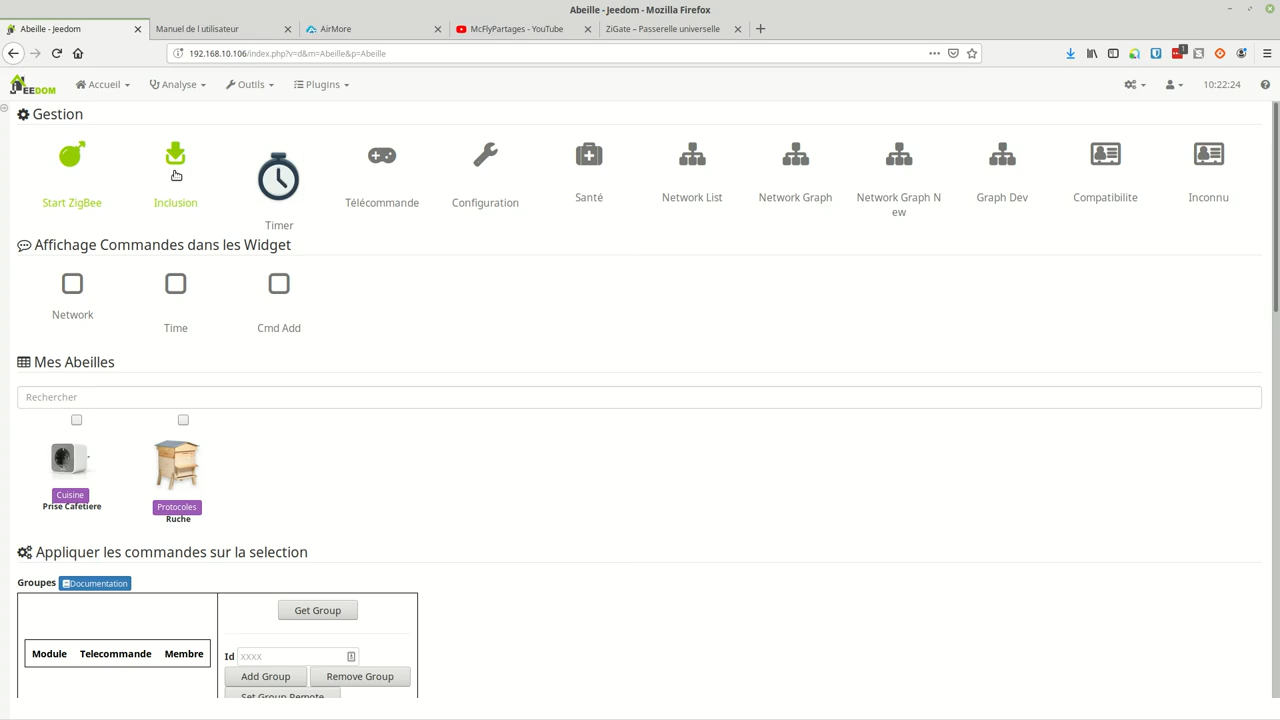 Abeille - Jeedom - Mozilla Firefox
Abeille - Jeedom
Manuel de l utilisateur
AirMore
McFlyPartages - YouTube
ZiGate – Passerelle universelle
192.168.10.106/index.php?v=d&m=Abeille&p=Abeille
1
EEDOM
Accueil
Analyse
Outils
Plugins
10:22:24
Gestion
Start ZigBee
Inclusion
Timer
Télécommande
Configuration
Santé
Network List
Network Graph
Network Graph N
ew
Graph Dev
Compatibilite
Inconnu
Affichage Commandes dans les Widget
Network
Time
Cmd Add
Mes Abeilles
Rechercher
Cuisine
Prise Cafetiere
Protocoles
Ruche
Appliquer les commandes sur la selection
Groupes Documentation
Get Group
Module Telecommande Membre
Id XXXX
Add Group Remove Group
Set Group Remote